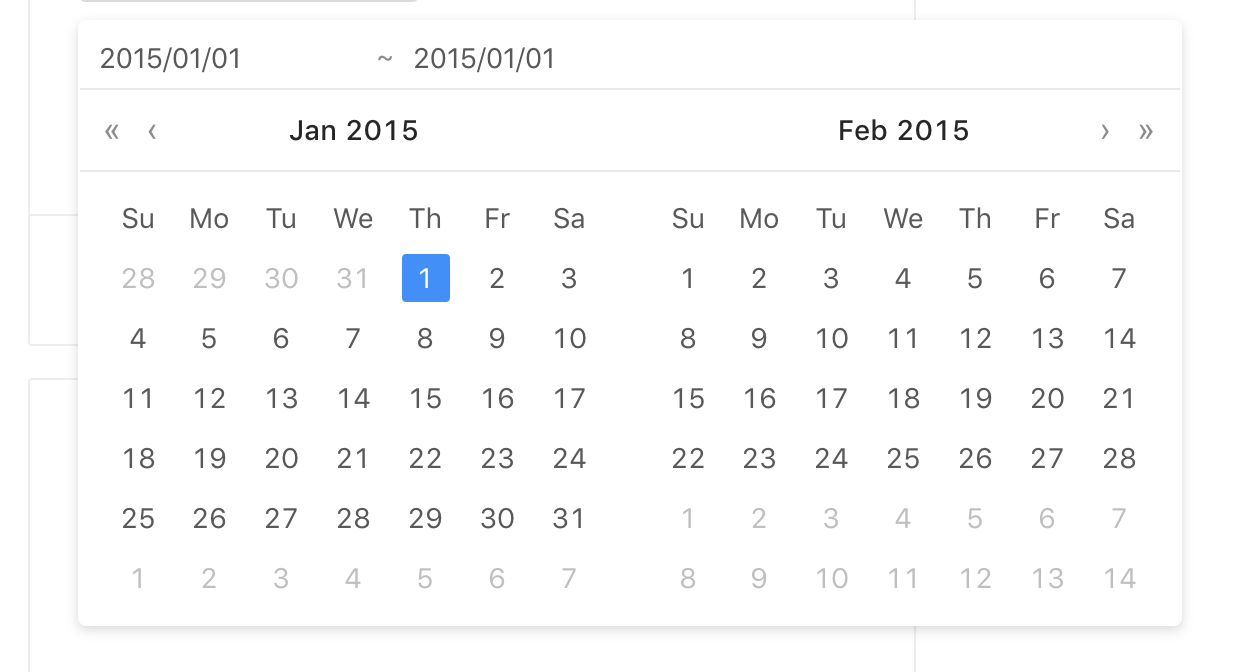 2015/01/01 ~ 2015/01/01
« ‹ Jan 2015 Feb 2015 › »
Su Mo Tu We Th Fr Sa Su Mo Tu We Th Fr Sa
28 29 30 31 1 2 3 1 2 3 4 5 6 7
4 5 6 7 8 9 10 8 9 10 11 12 13 14
11 12 13 14 15 16 17 15 16 17 18 19 20 21
18 19 20 21 22 23 24 22 23 24 25 26 27 28
25 26 27 28 29 30 31 1 2 3 4 5 6 7
1 2 3 4 5 6 7 8 9 10 11 12 13 14